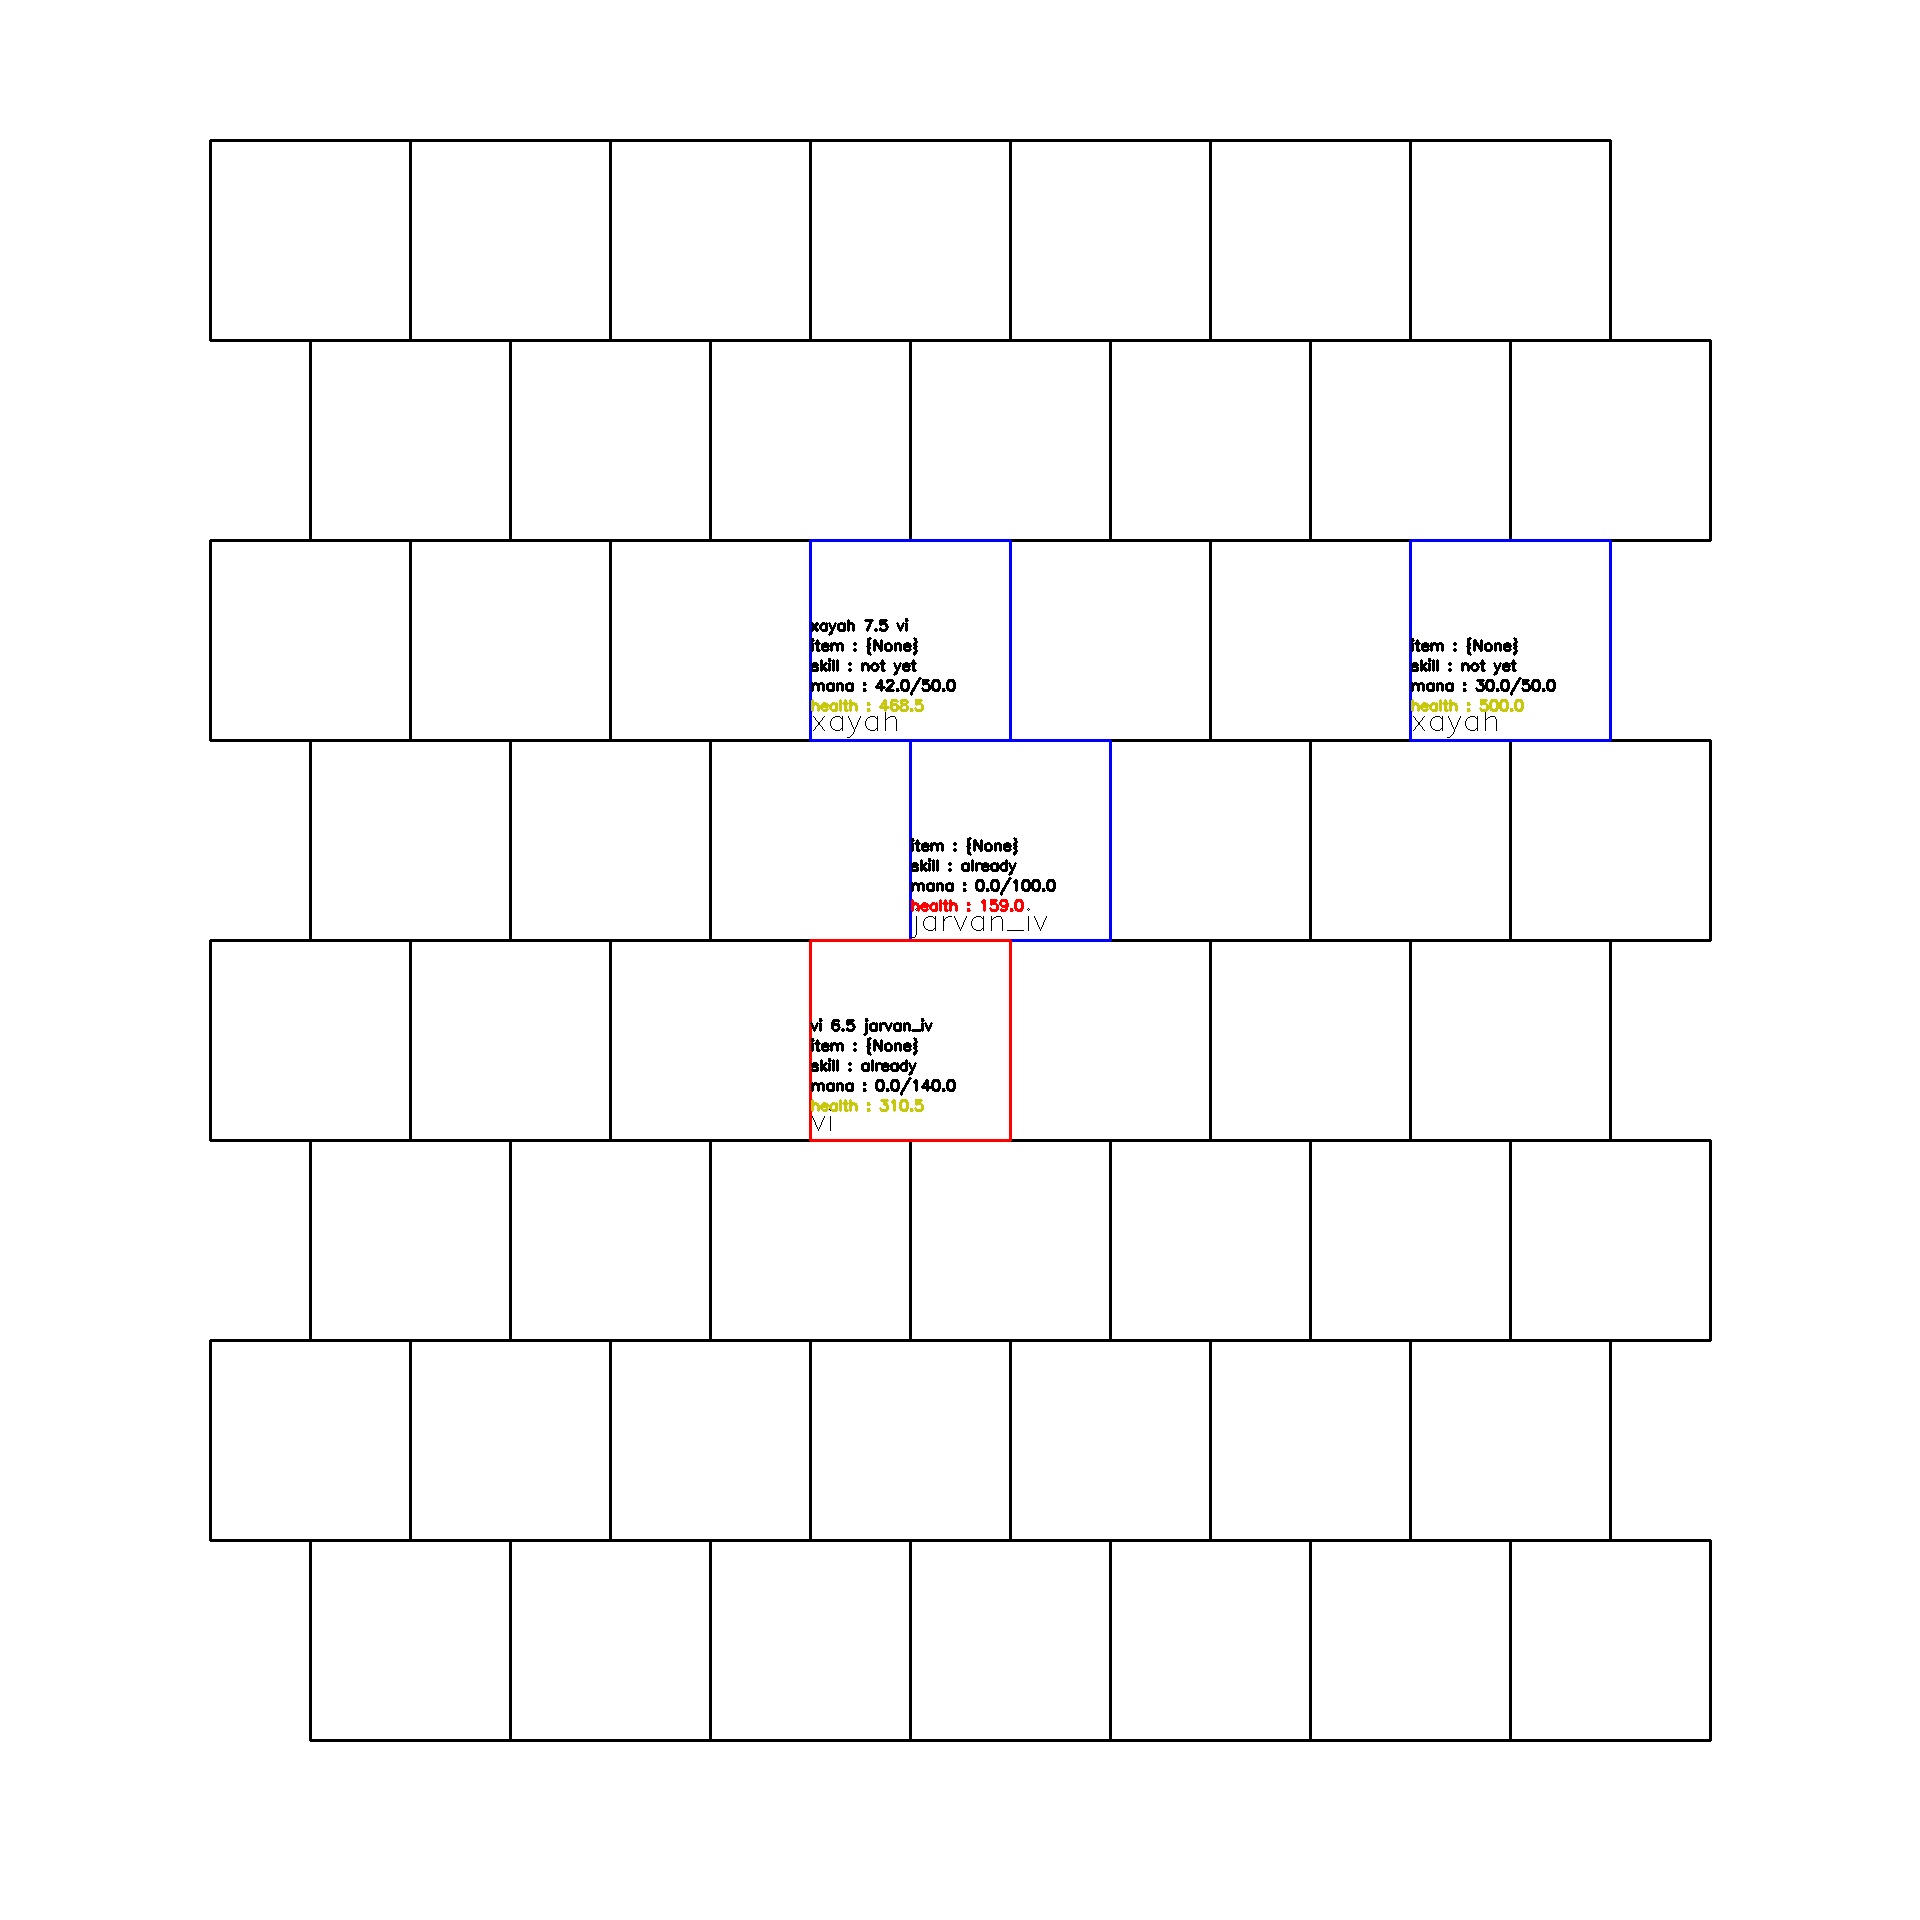 xayah 7.5 vi
item : {None}
skill : not yet
mana : 42.0/50.0
health : 468.5
xayah
item : {None}
skill : not yet
mana : 30.0/50.0
health : 500.0
xayah
item : {None}
skill : already
mana : 0.0/100.0
health : 159.0
jarvan_iv
vi 6.5 jarvan_iv
item : {None}
skill : already
mana : 0.0/140.0
health : 310.5
vi